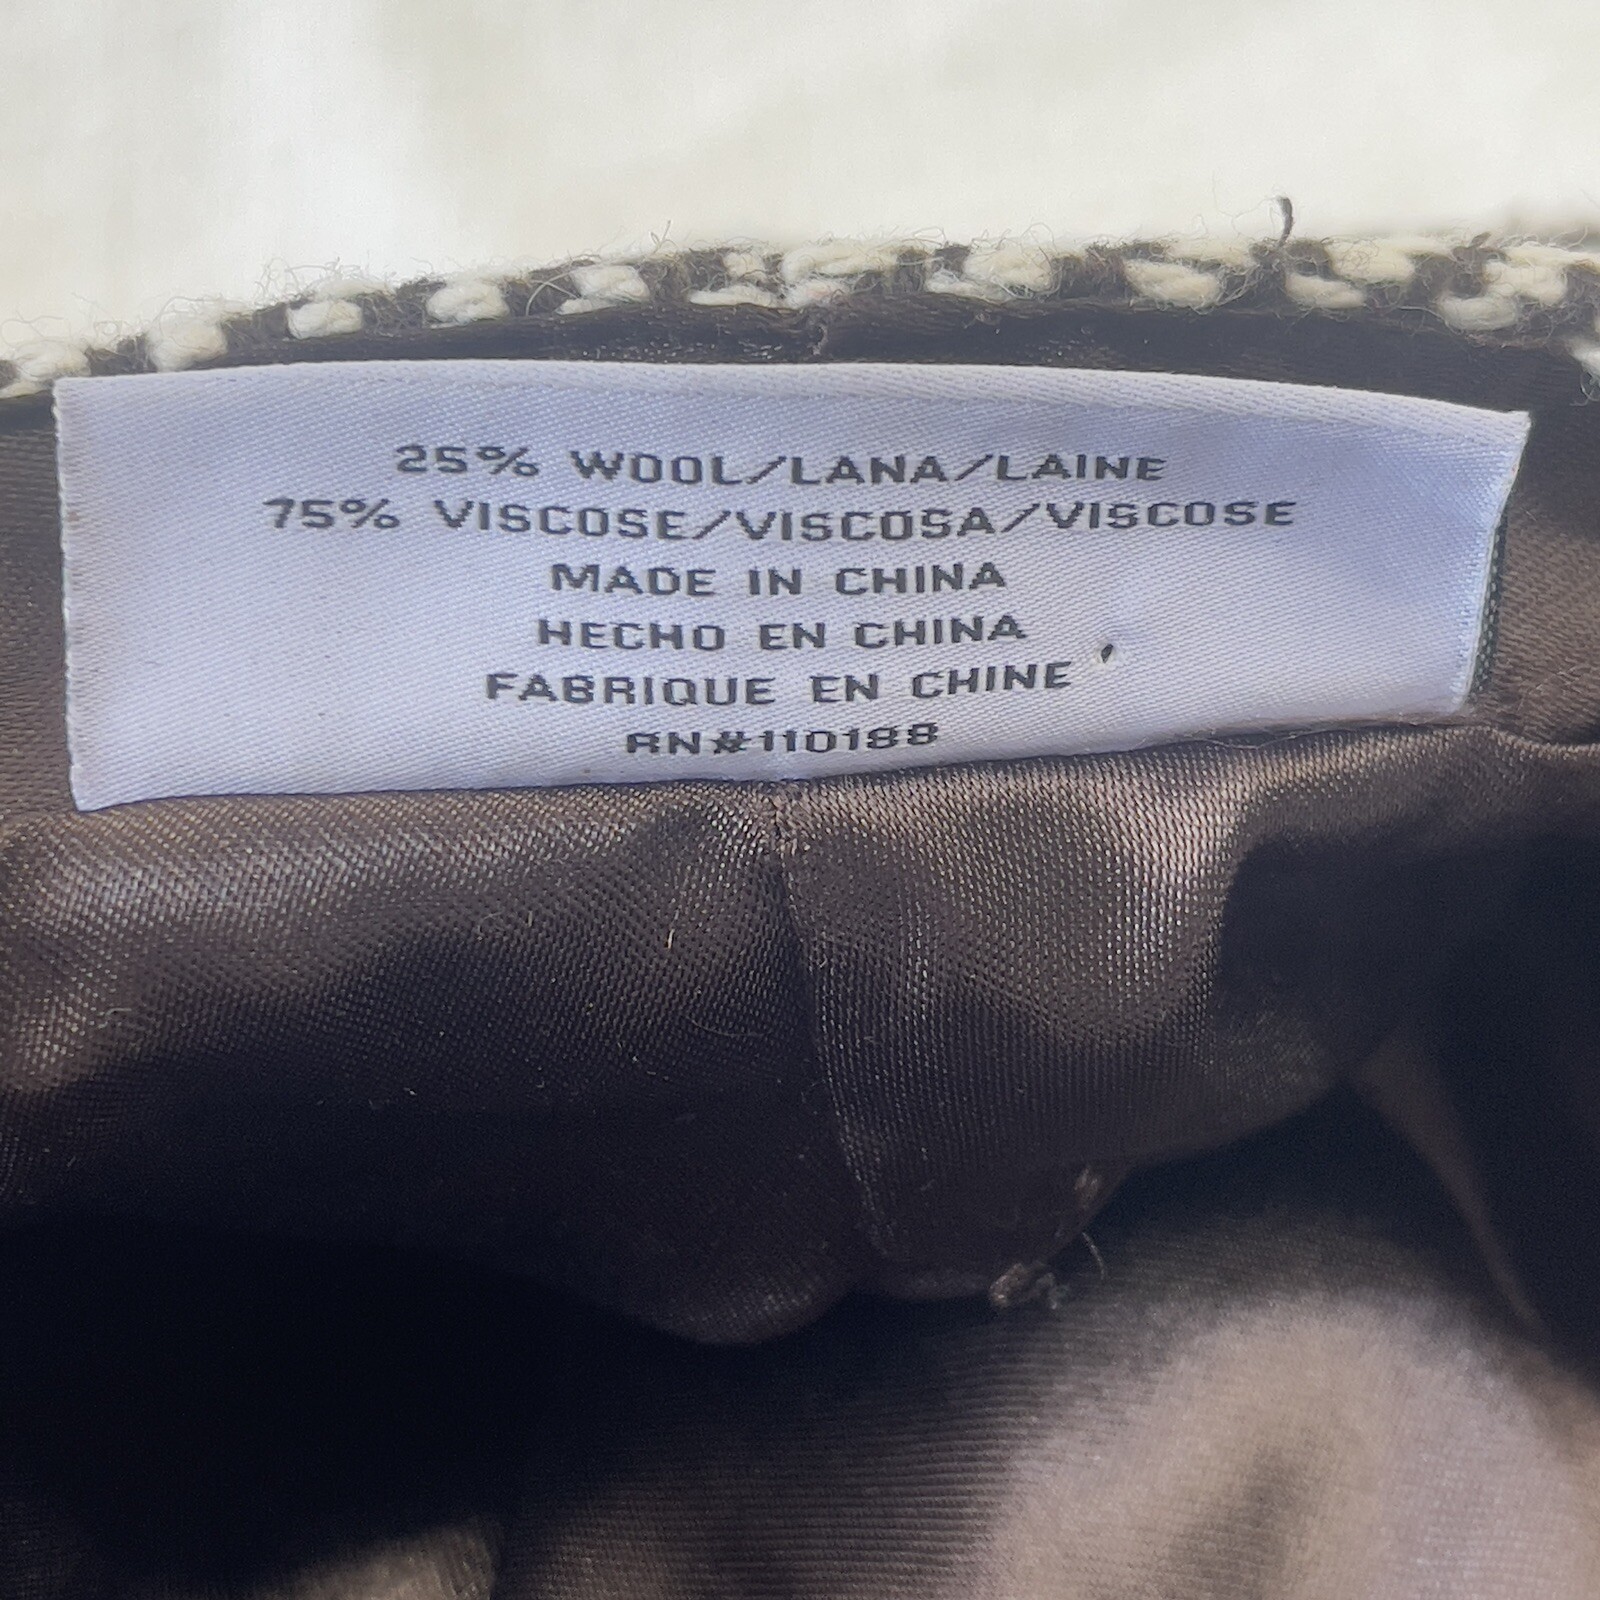 25% WOOL/LANA/LAINE
75% VISCOSE/VISCOSA/VISCOSE
MADE IN CHINA
HECHO EN CHINA
FABRIQUE EN CHINE
RN#110188